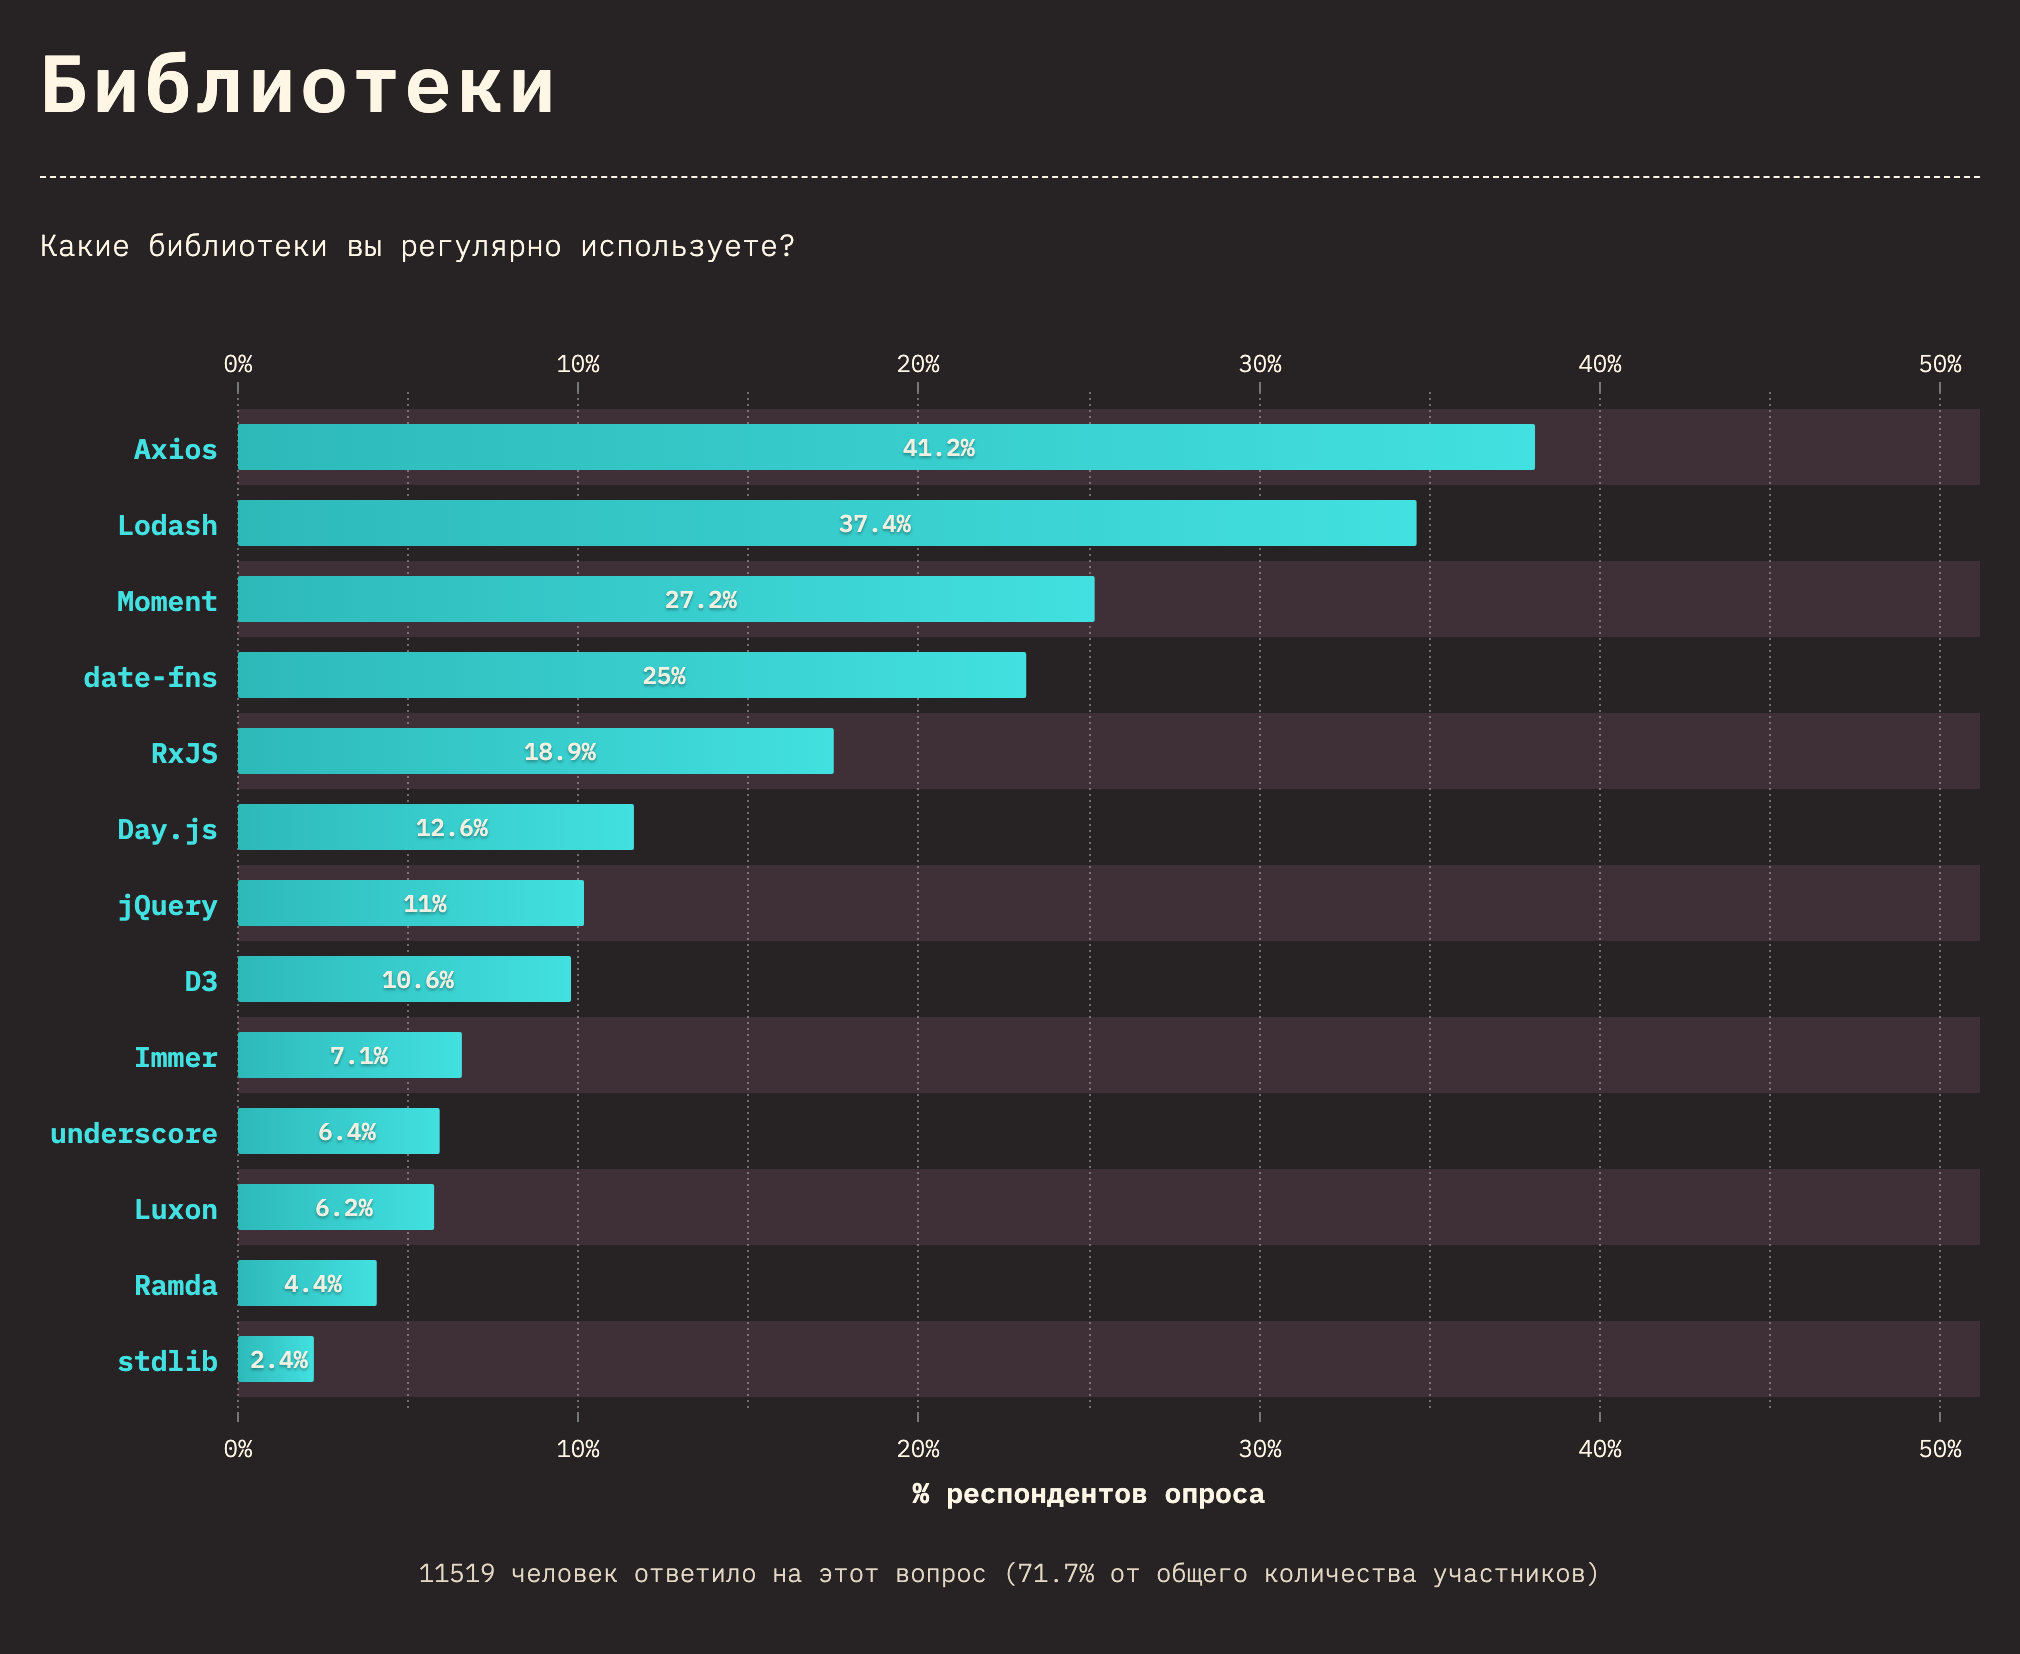 Библиотеки
Какие библиотеки вы регулярно используете?
0% 10% 20% 30% 40% 50%
Axios 41.2%
Lodash 37.4%
Moment 27.2%
date-fns 25%
RxJS 18.9%
Day.js 12.6%
jQuery 11%
D3 10.6%
Immer 7.1%
underscore 6.4%
Luxon 6.2%
Ramda 4.4%
stdlib 2.4%
0% 10% 20% 30% 40% 50%
% респондентов опроса
11519 человек ответило на этот вопрос (71.7% от общего количества участников)